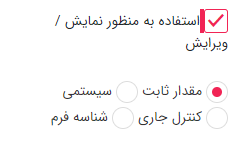 استفاده به منظور نمایش /
ویرایش
مقدار ثابت سیستمی
کنترل جاری شناسه فرم